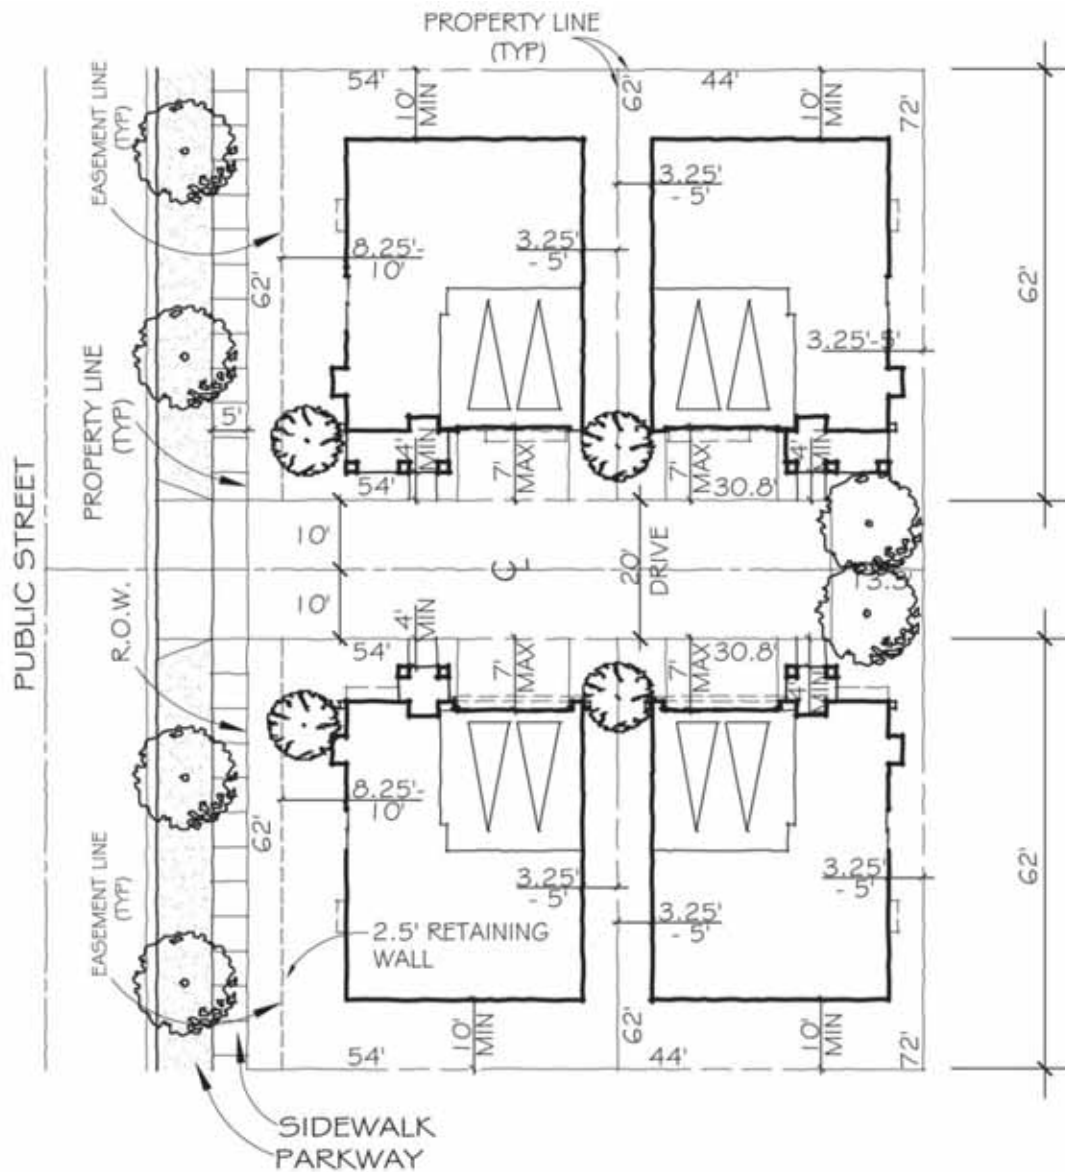 PROPERTY LINE
(TYP)
54'
62'
44'
10'
MIN
10'
MIN
72'
EASEMENT LINE
(TYP)
3.25'
- 5'
3.25'
- 5'
8.25'-
10'
62'
62'
3.25'-5'
PROPERTY LINE
(TYP)
5'
4'
MIN
4'
MIN
54'
7'
MAX
7'
MAX
30.8'
PUBLIC STREET
10'
CL
20'
DRIVE
10'
13.5'
R.O.W.
4'
MIN
54'
7'
MAX
7'
MAX
30.8'
4'
MIN
8.25'-
10'
62'
62'
3.25'
- 5'
3.25'
- 5'
3.25'
- 5'
EASEMENT LINE
(TYP)
2.5' RETAINING
WALL
10'
MIN
62'
10'
MIN
72'
54'
44'
SIDEWALK
PARKWAY